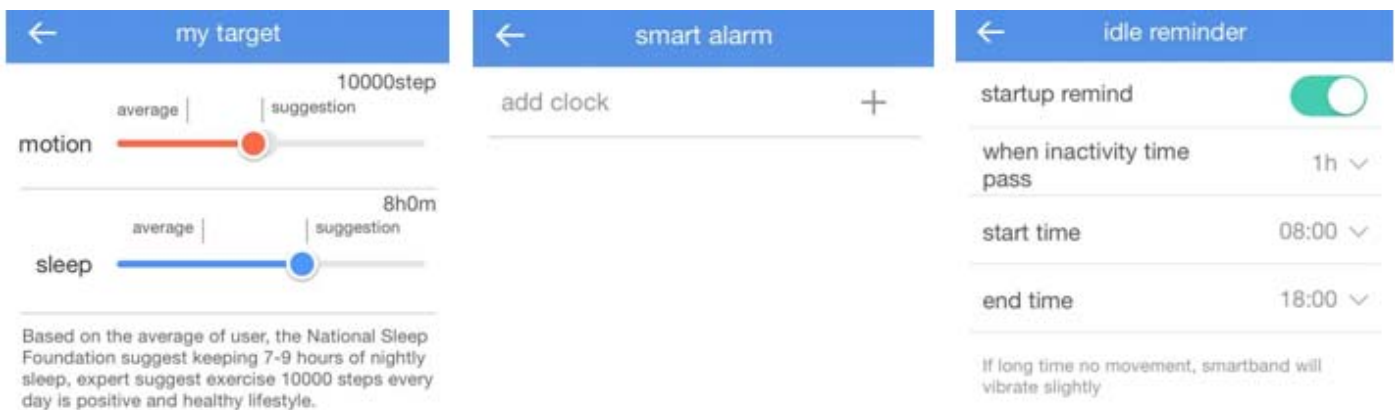 my target
10000step
average
suggestion
motion
8h0m
average
suggestion
sleep
Based on the average of user, the National Sleep
Foundation suggest keeping 7-9 hours of nightly
sleep, expert suggest exercise 10000 steps every
day is positive and healthy lifestyle.
smart alarm
add clock +
idle reminder
startup remind
when inactivity time
pass
1h
start time 08:00
end time 18:00
If long time no movement, smartband will
vibrate slightly